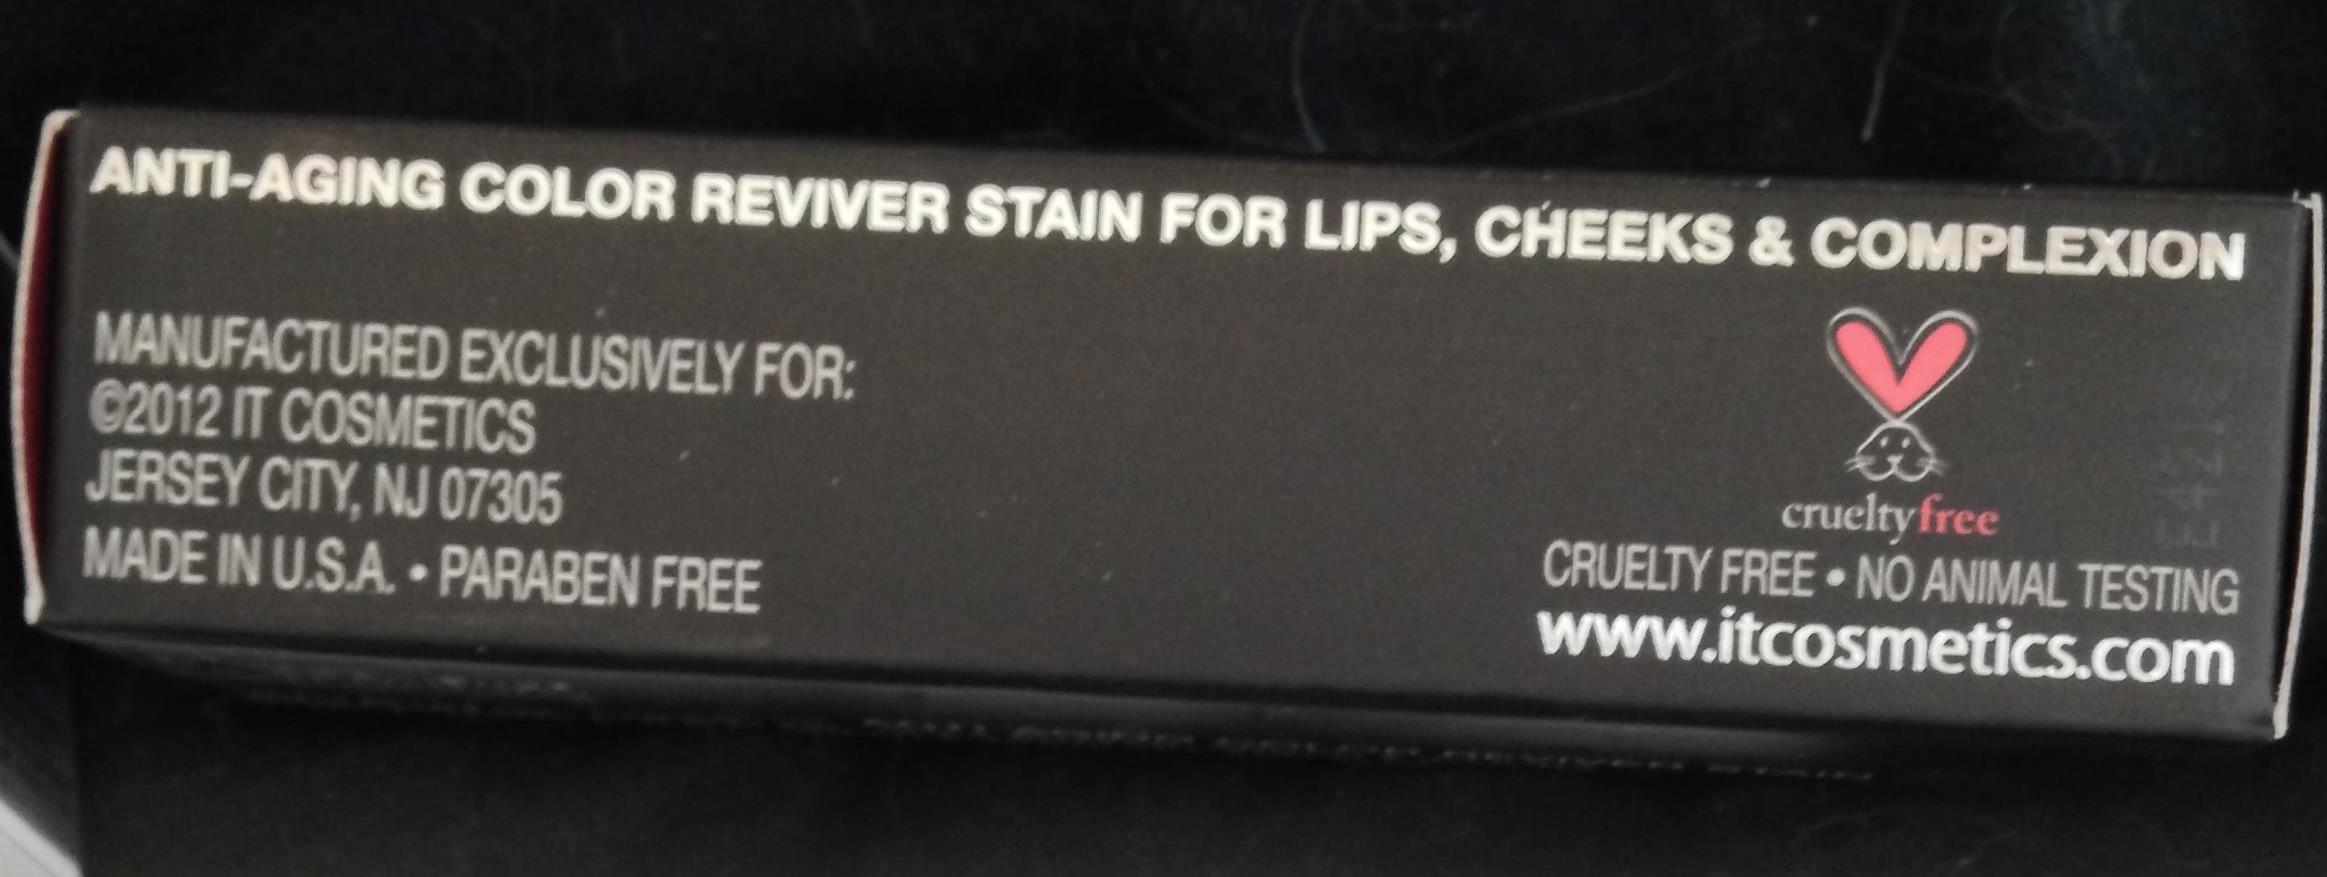 ANTI-AGING COLOR REVIVER STAIN FOR LIPS, CHEEKS & COMPLEXION
MANUFACTURED EXCLUSIVELY FOR:
©2012 IT COSMETICS
JERSEY CITY, NJ 07305
MADE IN U.S.A. • PARABEN FREE
crueltyfree
CRUELTY FREE • NO ANIMAL TESTING
www.itcosmetics.com